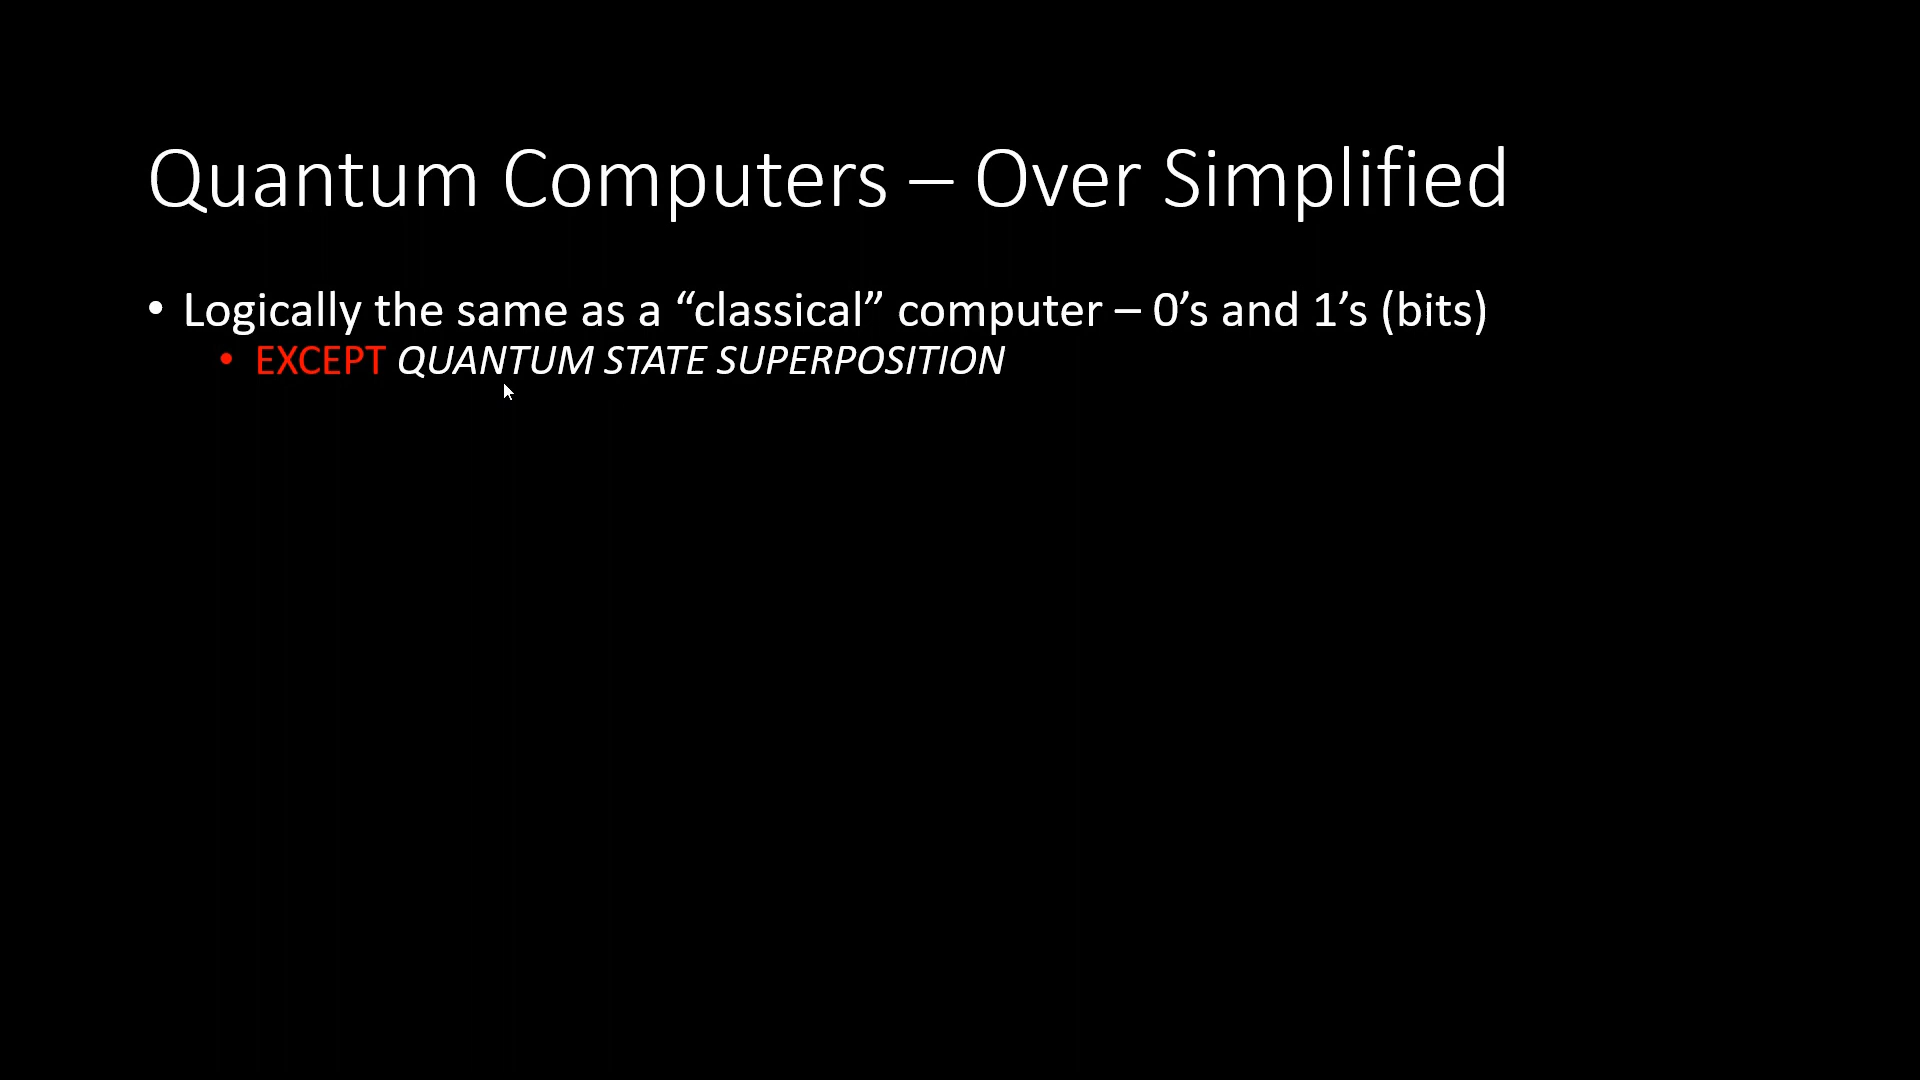 Quantum Computers – Over Simplified
• Logically the same as a “classical” computer – 0’s and 1’s (bits)
• EXCEPT QUANTUM STATE SUPERPOSITION